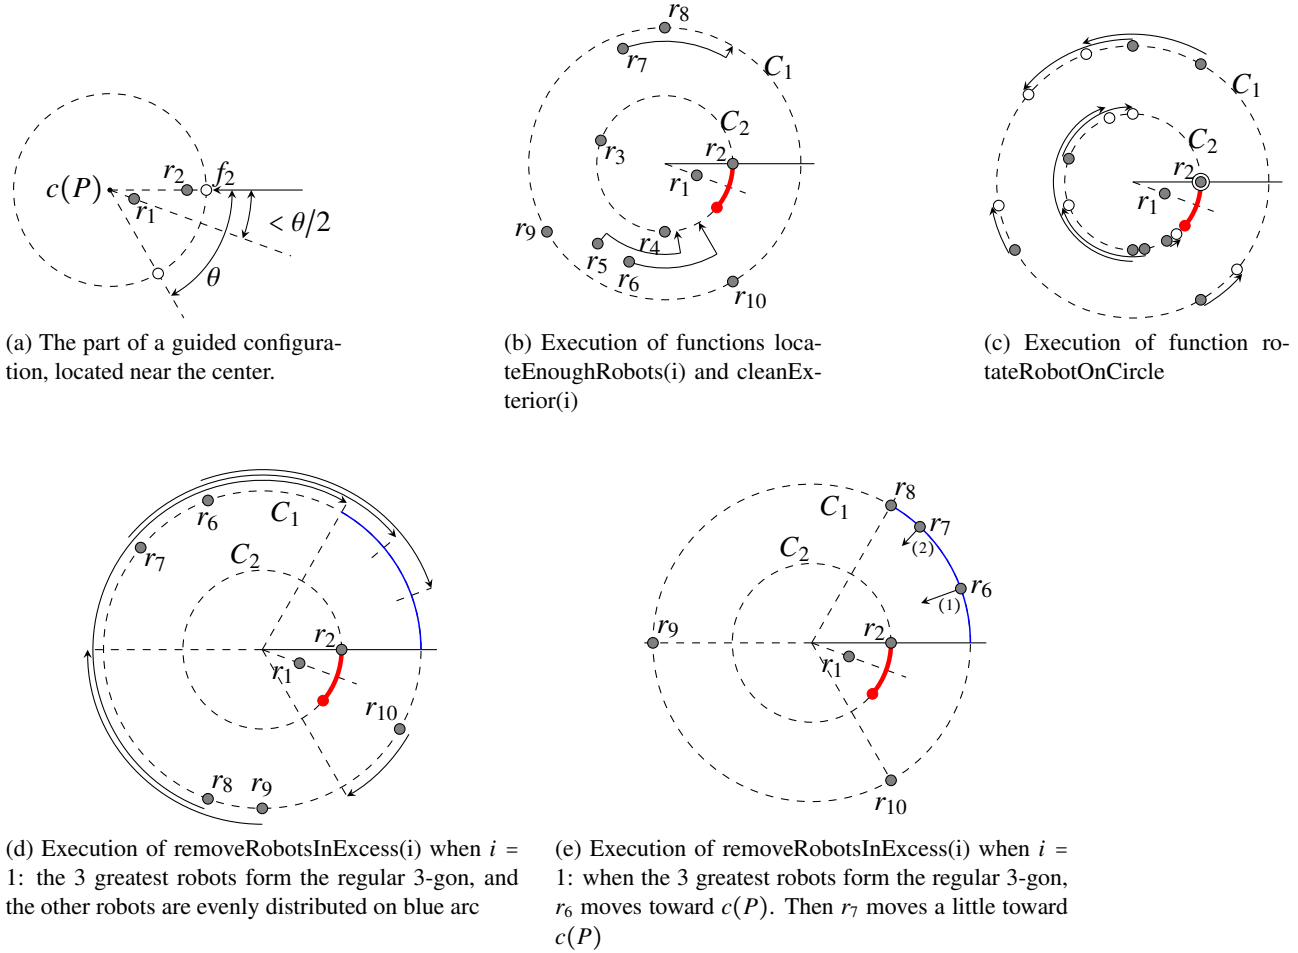 c(P)
r2
f2
r1
< θ/2
θ
(a) The part of a guided configura-
tion, located near the center.
r8
r7
C1
C2
r3
r2
r1
r9
r4
r5
r6
r10
(b) Execution of functions loca-
teEnoughRobots(i) and cleanEx-
terior(i)
C1
C2
r2
r1
(c) Execution of function ro-
tateRobotOnCircle
r6
C1
r7
C2
r2
r1
r10
r8
r9
(d) Execution of removeRobotsInExcess(i) when i =
1: the 3 greatest robots form the regular 3-gon, and
the other robots are evenly distributed on blue arc
r8
C1
r7
(2)
C2
r6
(1)
r9
r2
r1
r10
(e) Execution of removeRobotsInExcess(i) when i =
1: when the 3 greatest robots form the regular 3-gon,
r6 moves toward c(P). Then r7 moves a little toward
c(P)